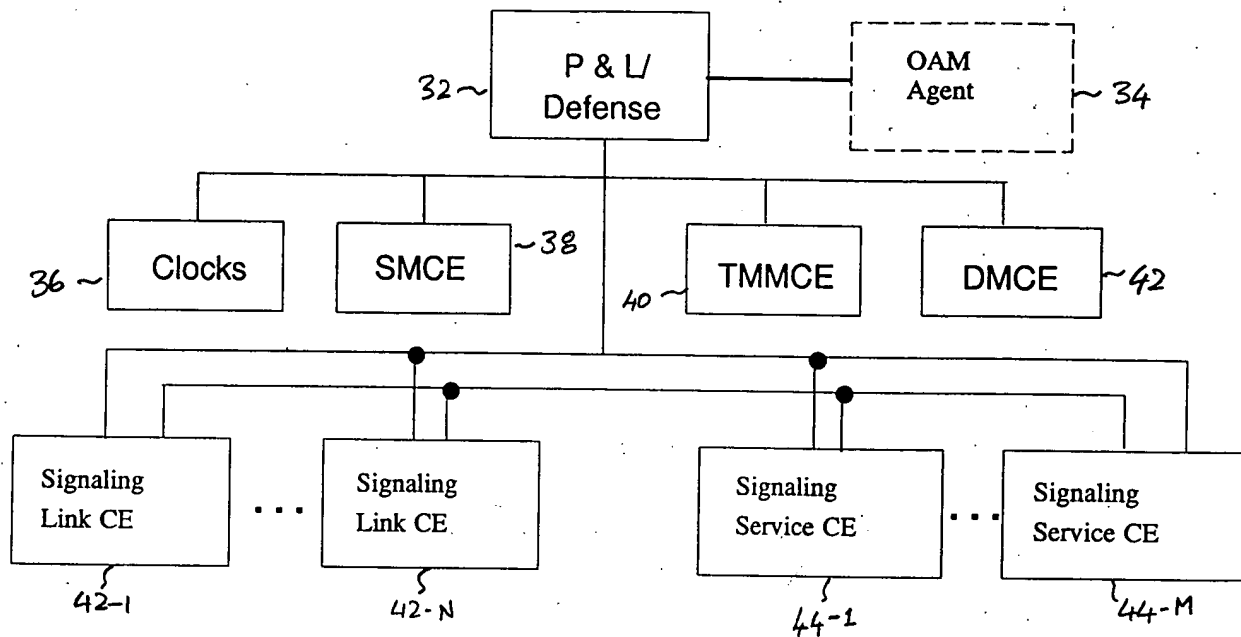 P & L/
Defense
32
OAM
Agent
34
Clocks
36
SMCE
38
TMMCE
40
DMCE
42
Signaling
Link CE
42-1
. . .
Signaling
Link CE
42-N
Signaling
Service CE
44-1
. . .
Signaling
Service CE
44-M